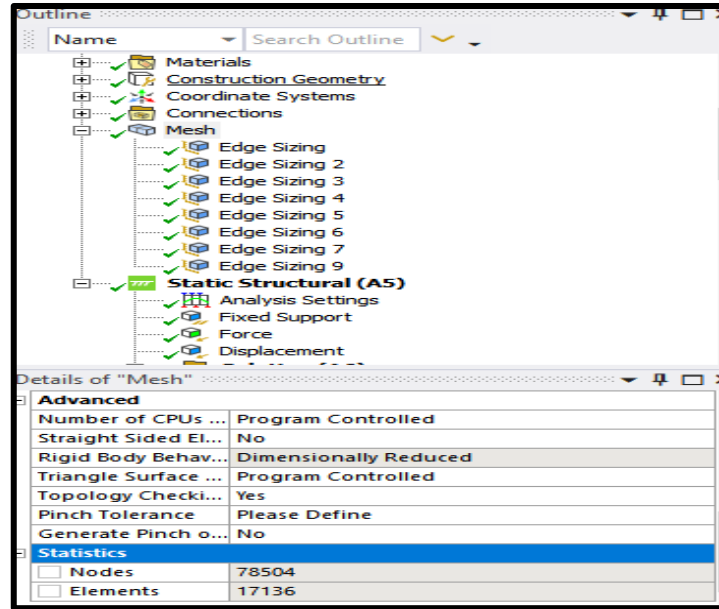 Outline
Name Search Outline
Materials
Construction Geometry
Coordinate Systems
Connections
Mesh
Edge Sizing
Edge Sizing 2
Edge Sizing 3
Edge Sizing 4
Edge Sizing 5
Edge Sizing 6
Edge Sizing 7
Edge Sizing 9
Static Structural (A5)
Analysis Settings
Fixed Support
Force
Displacement
Details of "Mesh"
Advanced
Number of CPUs ... Program Controlled
Straight Sided El... No
Rigid Body Behav... Dimensionally Reduced
Triangle Surface ... Program Controlled
Topology Checki... Yes
Pinch Tolerance Please Define
Generate Pinch o... No
Statistics
Nodes 78504
Elements 17136